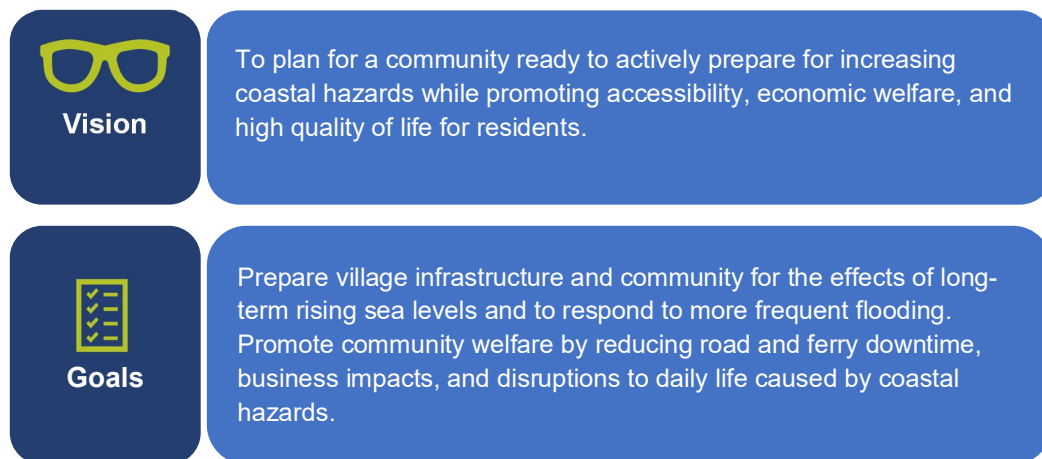 Vision
To plan for a community ready to actively prepare for increasing
coastal hazards while promoting accessibility, economic welfare, and
high quality of life for residents.
Goals
Prepare village infrastructure and community for the effects of long-
term rising sea levels and to respond to more frequent flooding.
Promote community welfare by reducing road and ferry downtime,
business impacts, and disruptions to daily life caused by coastal
hazards.